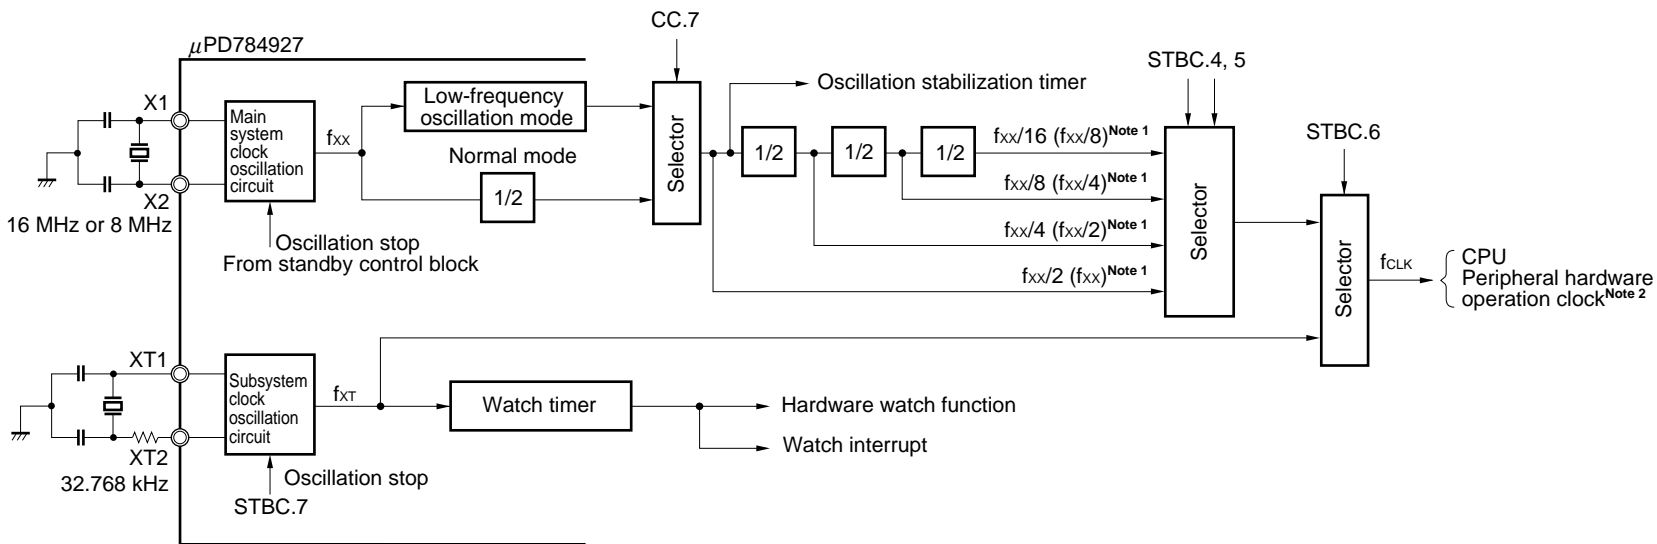 CC.7
μPD784927
STBC.4, 5
X1
Main
system
clock
oscillation
circuit
fXX
Low-frequency
oscillation mode
Normal mode
1/2
Selector
Oscillation stabilization timer
1/2
1/2
1/2
fXX/16 (fXX/8)Note 1
fXX/8 (fXX/4)Note 1
fXX/4 (fXX/2)Note 1
fXX/2 (fXX)Note 1
Selector
STBC.6
Selector
fCLK
CPU
Peripheral hardware
operation clockNote 2
X2
16 MHz or 8 MHz
Oscillation stop
From standby control block
XT1
Subsystem
clock
oscillation
circuit
fXT
Watch timer
Hardware watch function
Watch interrupt
XT2
32.768 kHz
Oscillation stop
STBC.7